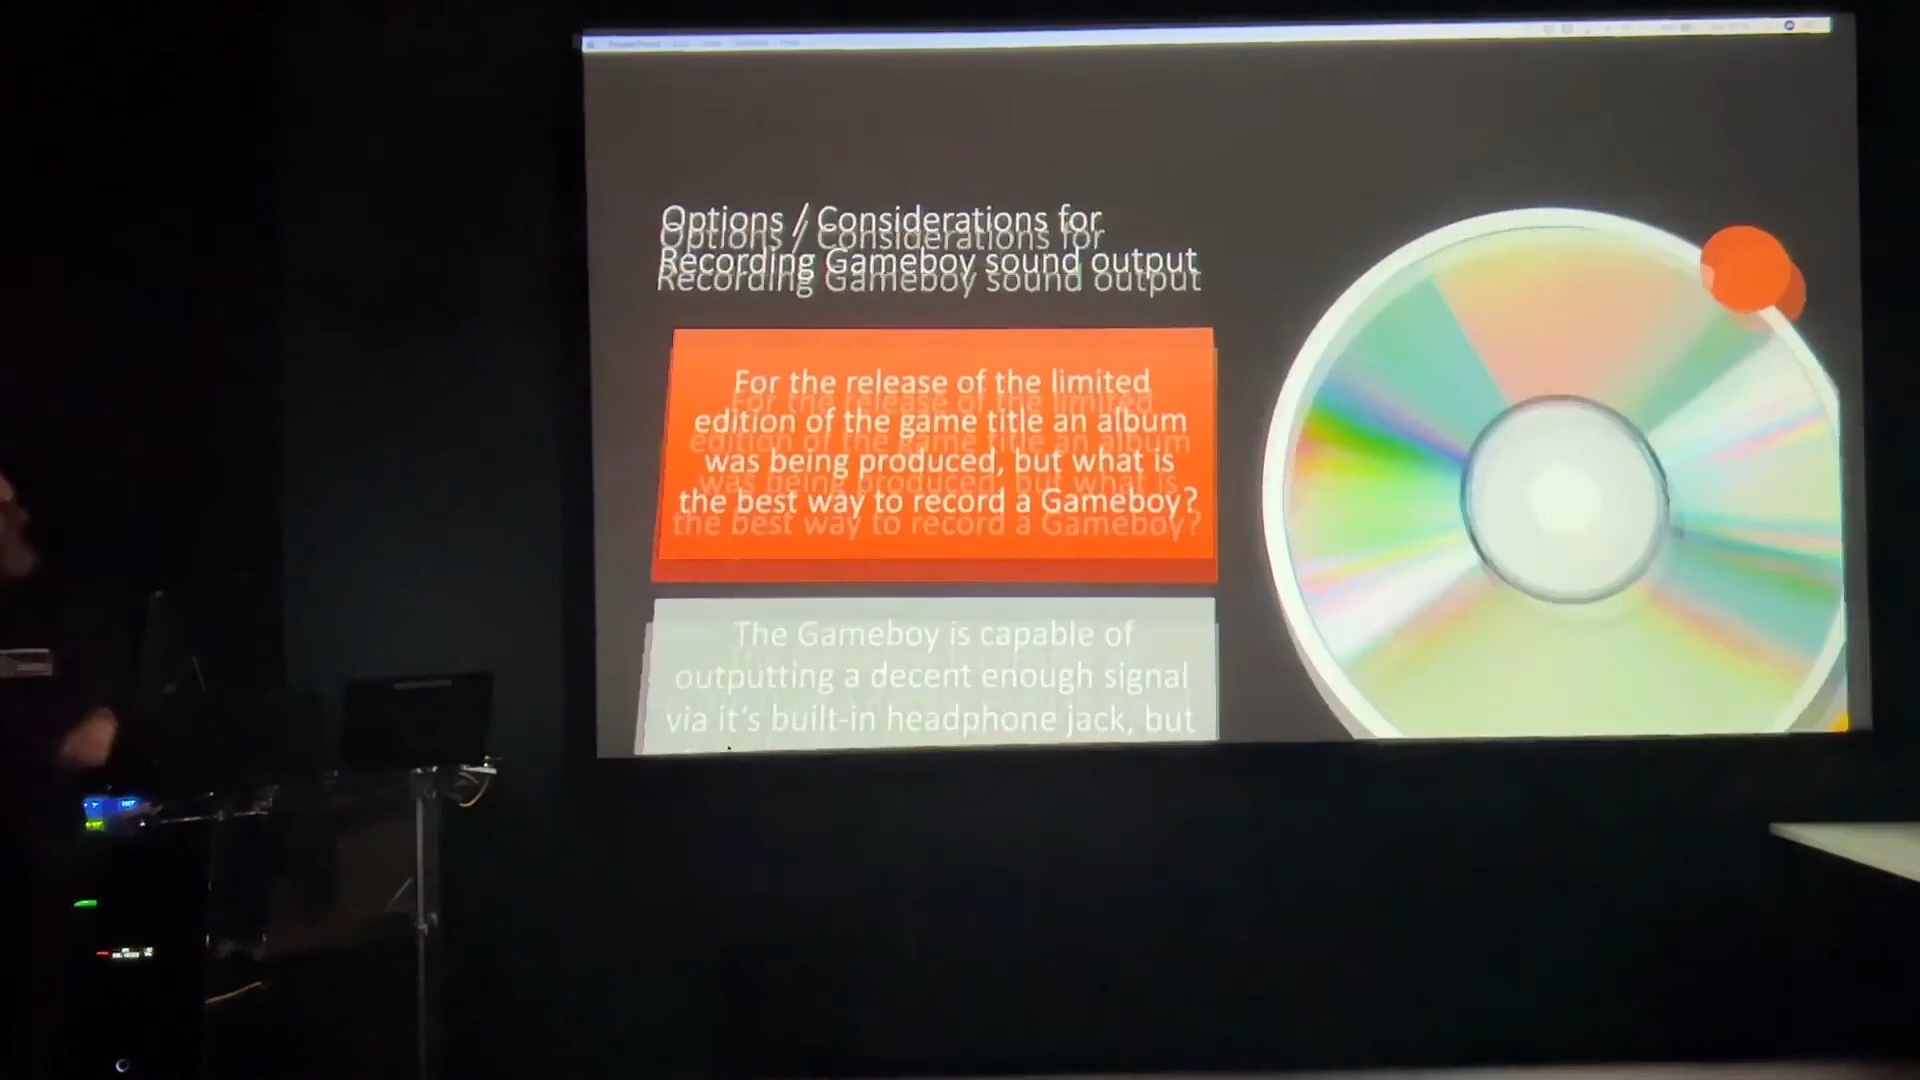 PowerPoint
Options / Considerations for
Recording Gameboy sound output
For the release of the limited
edition of the game title an album
was being produced, but what is
the best way to record a Gameboy?
The Gameboy is capable of
outputting a decent enough signal
via it's built-in headphone jack, but